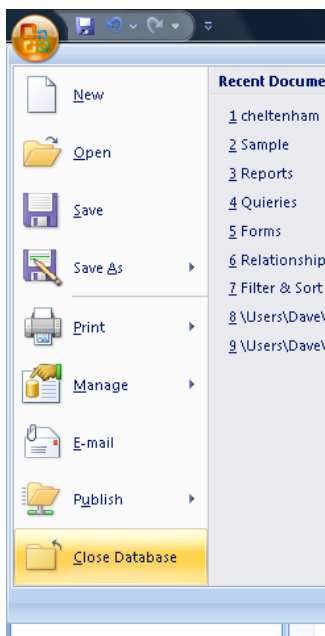 New
Open
Save
Save As
Print
Manage
E-mail
Publish
Close Database
Recent Docume
1 cheltenham
2 Sample
3 Reports
4 Quieries
5 Forms
6 Relationship
7 Filter & Sort
8 \Users\Dave\
9 \Users\Dave\